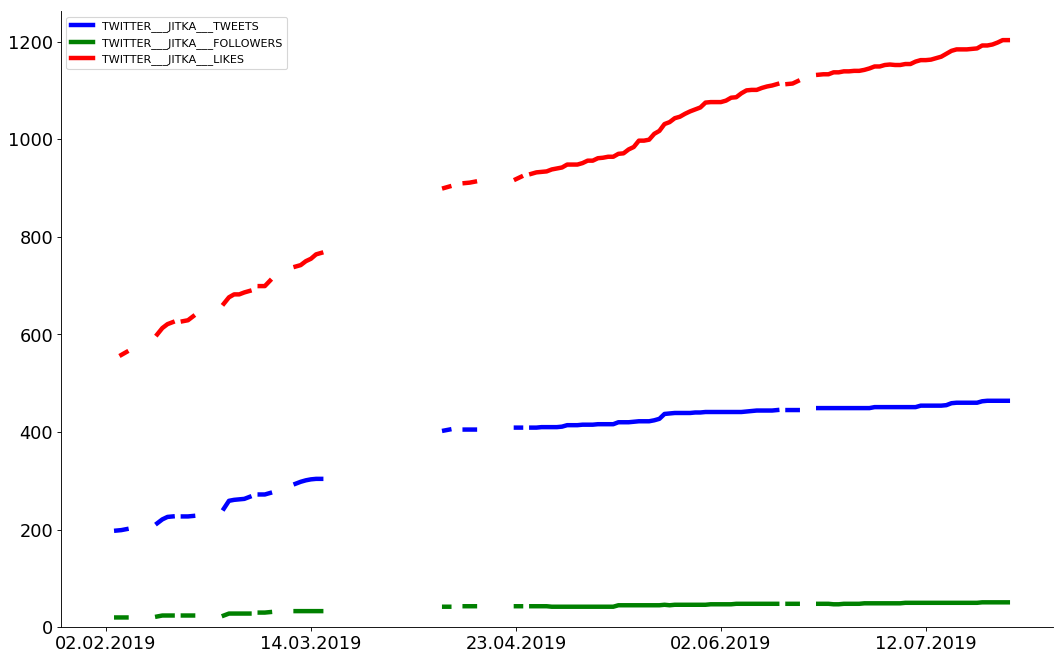 TWITTER___JITKA___TWEETS
TWITTER___JITKA___FOLLOWERS
TWITTER___JITKA___LIKES
1200
1000
800
600
400
200
0
02.02.2019 14.03.2019 23.04.2019 02.06.2019 12.07.2019